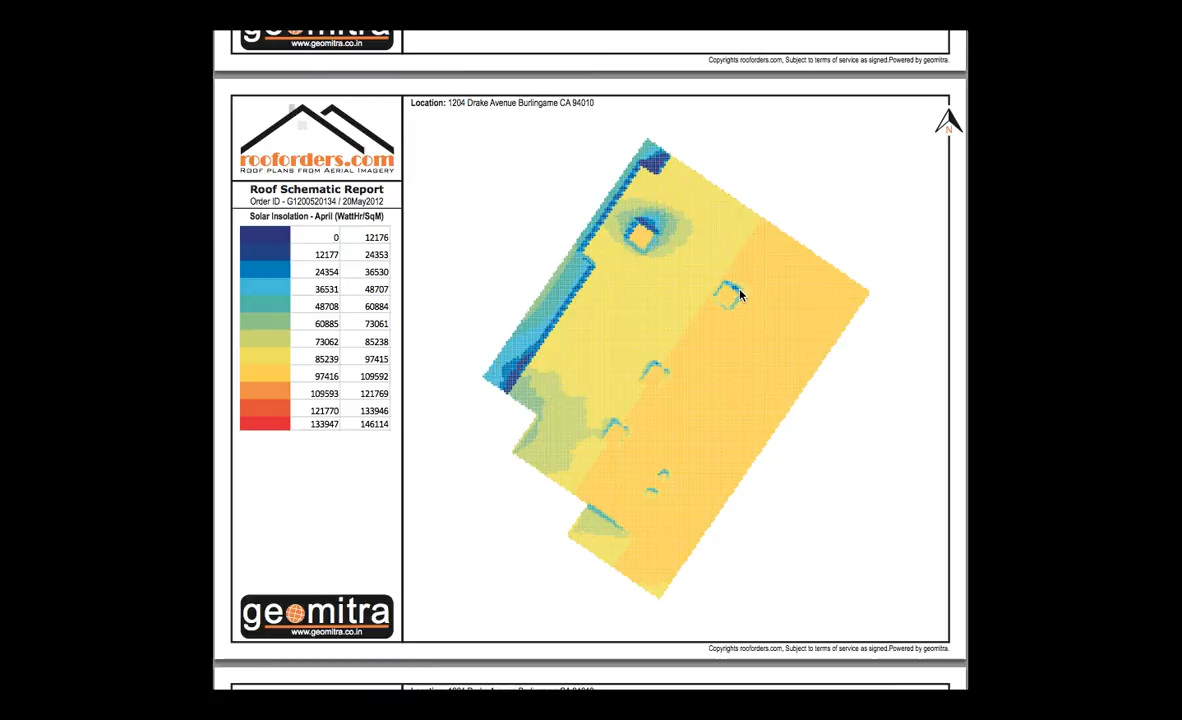 www.geomitra.co.in
Copyrights rooforders.com, Subject to terms of service as signed.Powered by geomitra.
Location: 1204 Drake Avenue Burlingame CA 94010
N
rooforders.com
ROOF PLANS FROM AERIAL IMAGERY
Roof Schematic Report
Order ID - G1200520134 / 20May2012
Solar Insolation - April (WattHr/SqM)
0 12176
12177 24353
24354 36530
36531 48707
48708 60884
60885 73061
73062 85238
85239 97415
97416 109592
109593 121769
121770 133946
133947 146114
geomitra
www.geomitra.co.in
Copyrights rooforders.com, Subject to terms of service as signed.Powered by geomitra.